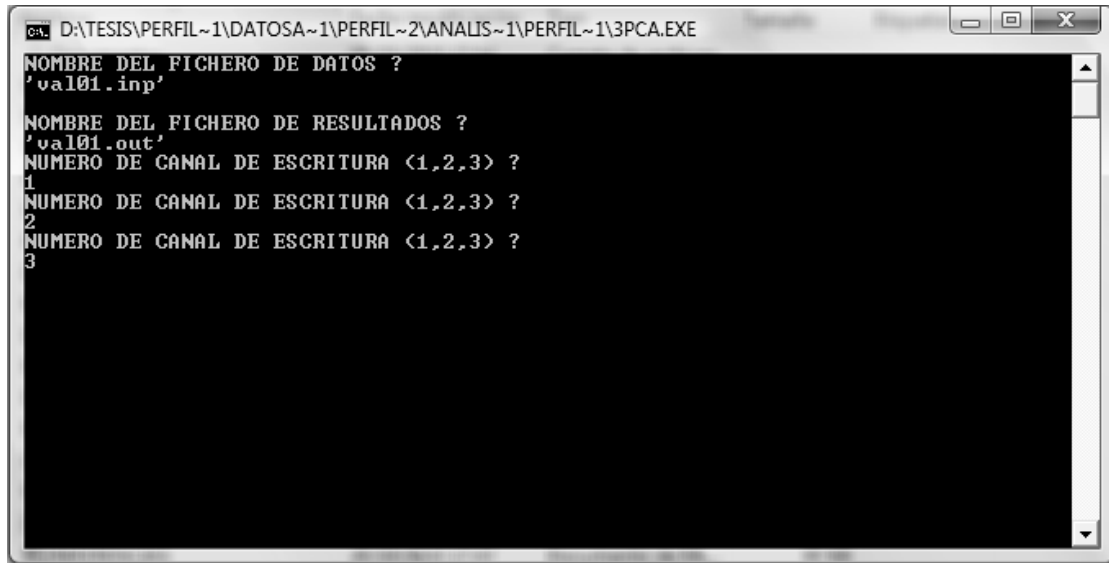 D:\TESIS\PERFIL~1\DATOSA~1\PERFIL~2\ANALIS~1\PERFIL~1\3PCA.EXE
NOMBRE DEL FICHERO DE DATOS ?
'val01.inp'
NOMBRE DEL FICHERO DE RESULTADOS ?
'val01.out'
NUMERO DE CANAL DE ESCRITURA (1,2,3) ?
1
NUMERO DE CANAL DE ESCRITURA (1,2,3) ?
2
NUMERO DE CANAL DE ESCRITURA (1,2,3) ?
3